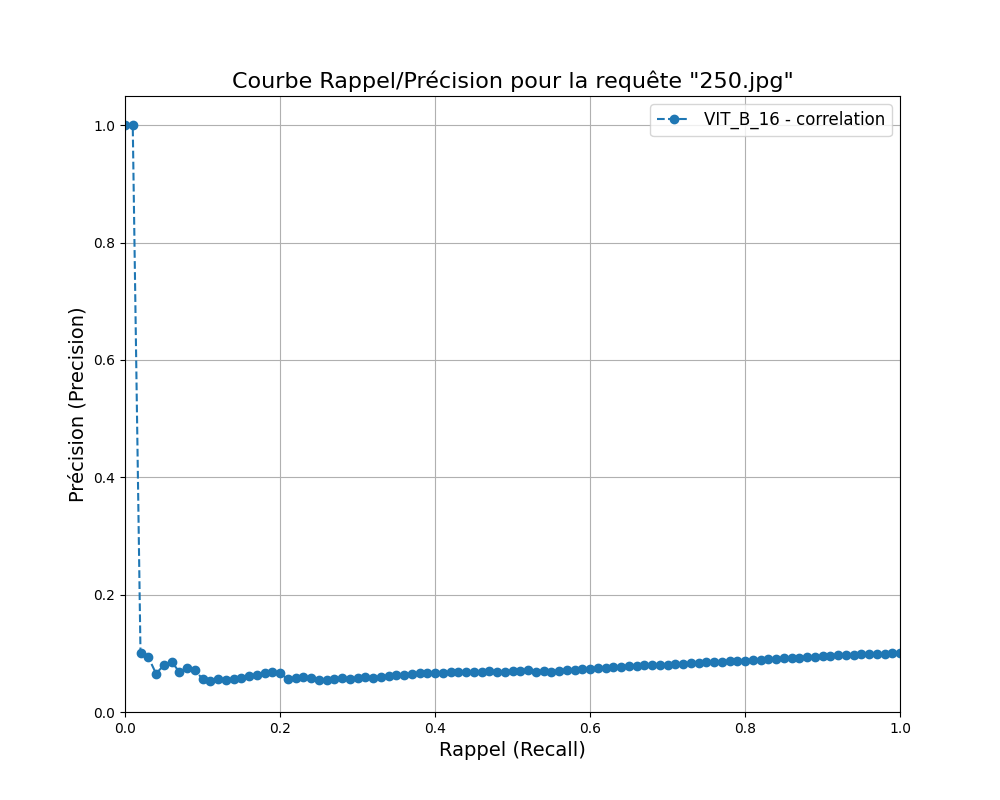 Courbe Rappel/Précision pour la requête "250.jpg"
VIT_B_16 - correlation
Précision (Precision)
1.0
0.8
0.6
0.4
0.2
0.0
0.0 0.2 0.4 0.6 0.8 1.0
Rappel (Recall)